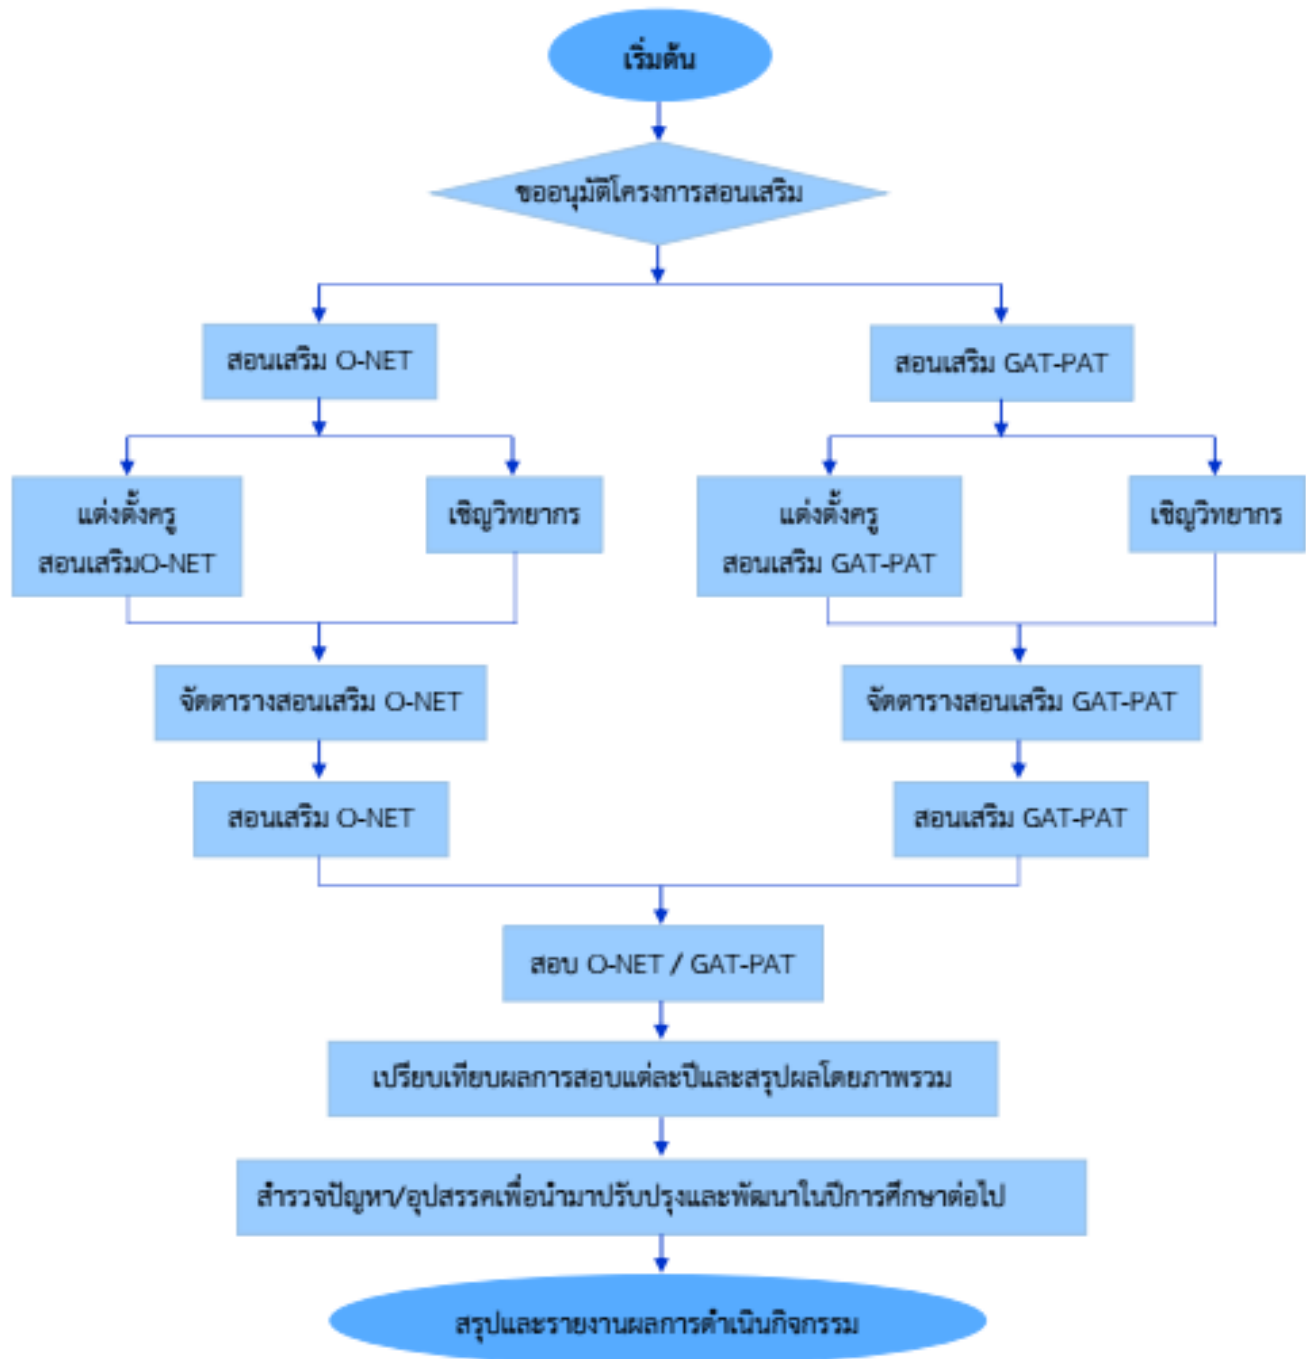 เริ่มต้น
ขออนุมัติโครงการสอนเสริม
สอนเสริม O-NET
สอนเสริม GAT-PAT
แต่งตั้งครู
สอนเสริมO-NET
เชิญวิทยากร
แต่งตั้งครู
สอนเสริม GAT-PAT
เชิญวิทยากร
จัดตารางสอนเสริม O-NET
จัดตารางสอนเสริม GAT-PAT
สอนเสริม O-NET
สอนเสริม GAT-PAT
สอบ O-NET / GAT-PAT
เปรียบเทียบผลการสอบแต่ละปีและสรุปผลโดยภาพรวม
สำรวจปัญหา/อุปสรรคเพื่อนำมาปรับปรุงและพัฒนาในปีการศึกษาต่อไป
สรุปและรายงานผลการดำเนินกิจกรรม